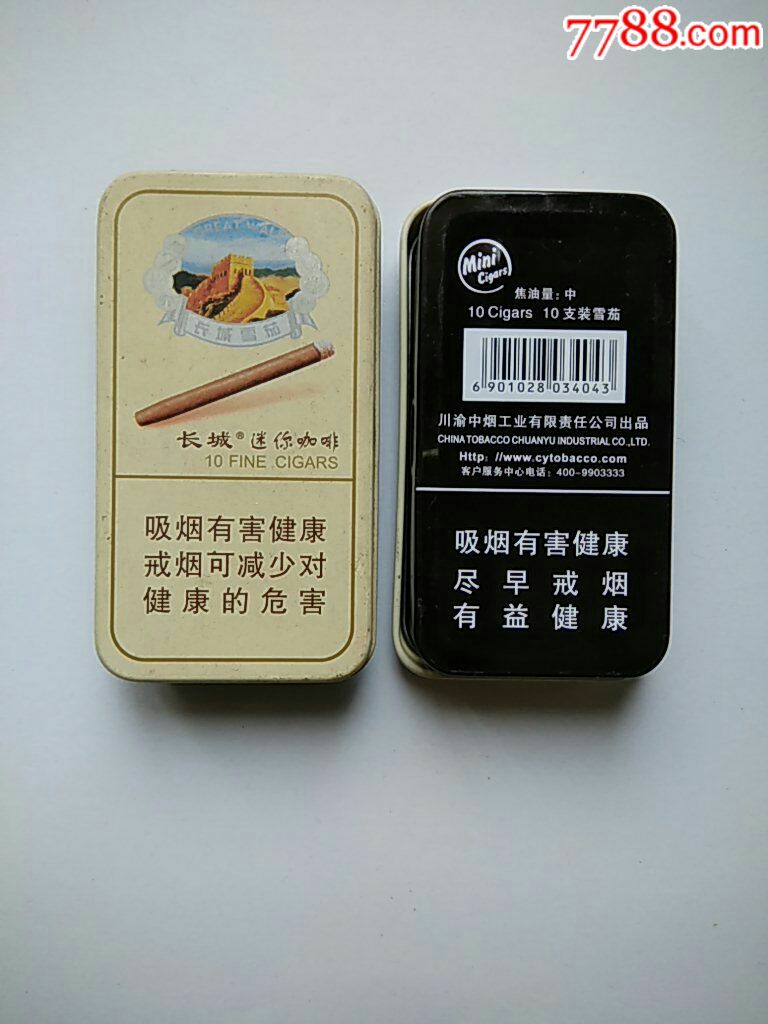 7788.com
GREAT WALL
长城雪茄
长城®迷你咖啡
10 FINE CIGARS
吸烟有害健康
戒烟可减少对
健康的危害
Mini
Cigars
焦油量:中
10 Cigars 10支装雪茄
6 901028 034043
川渝中烟工业有限责任公司出品
CHINA TOBACCO CHUANYU INDUSTRIAL CO.,LTD.
Http: //www.cytobacco.com
客户服务中心电话: 400-9903333
吸烟有害健康
尽早戒烟
有益健康